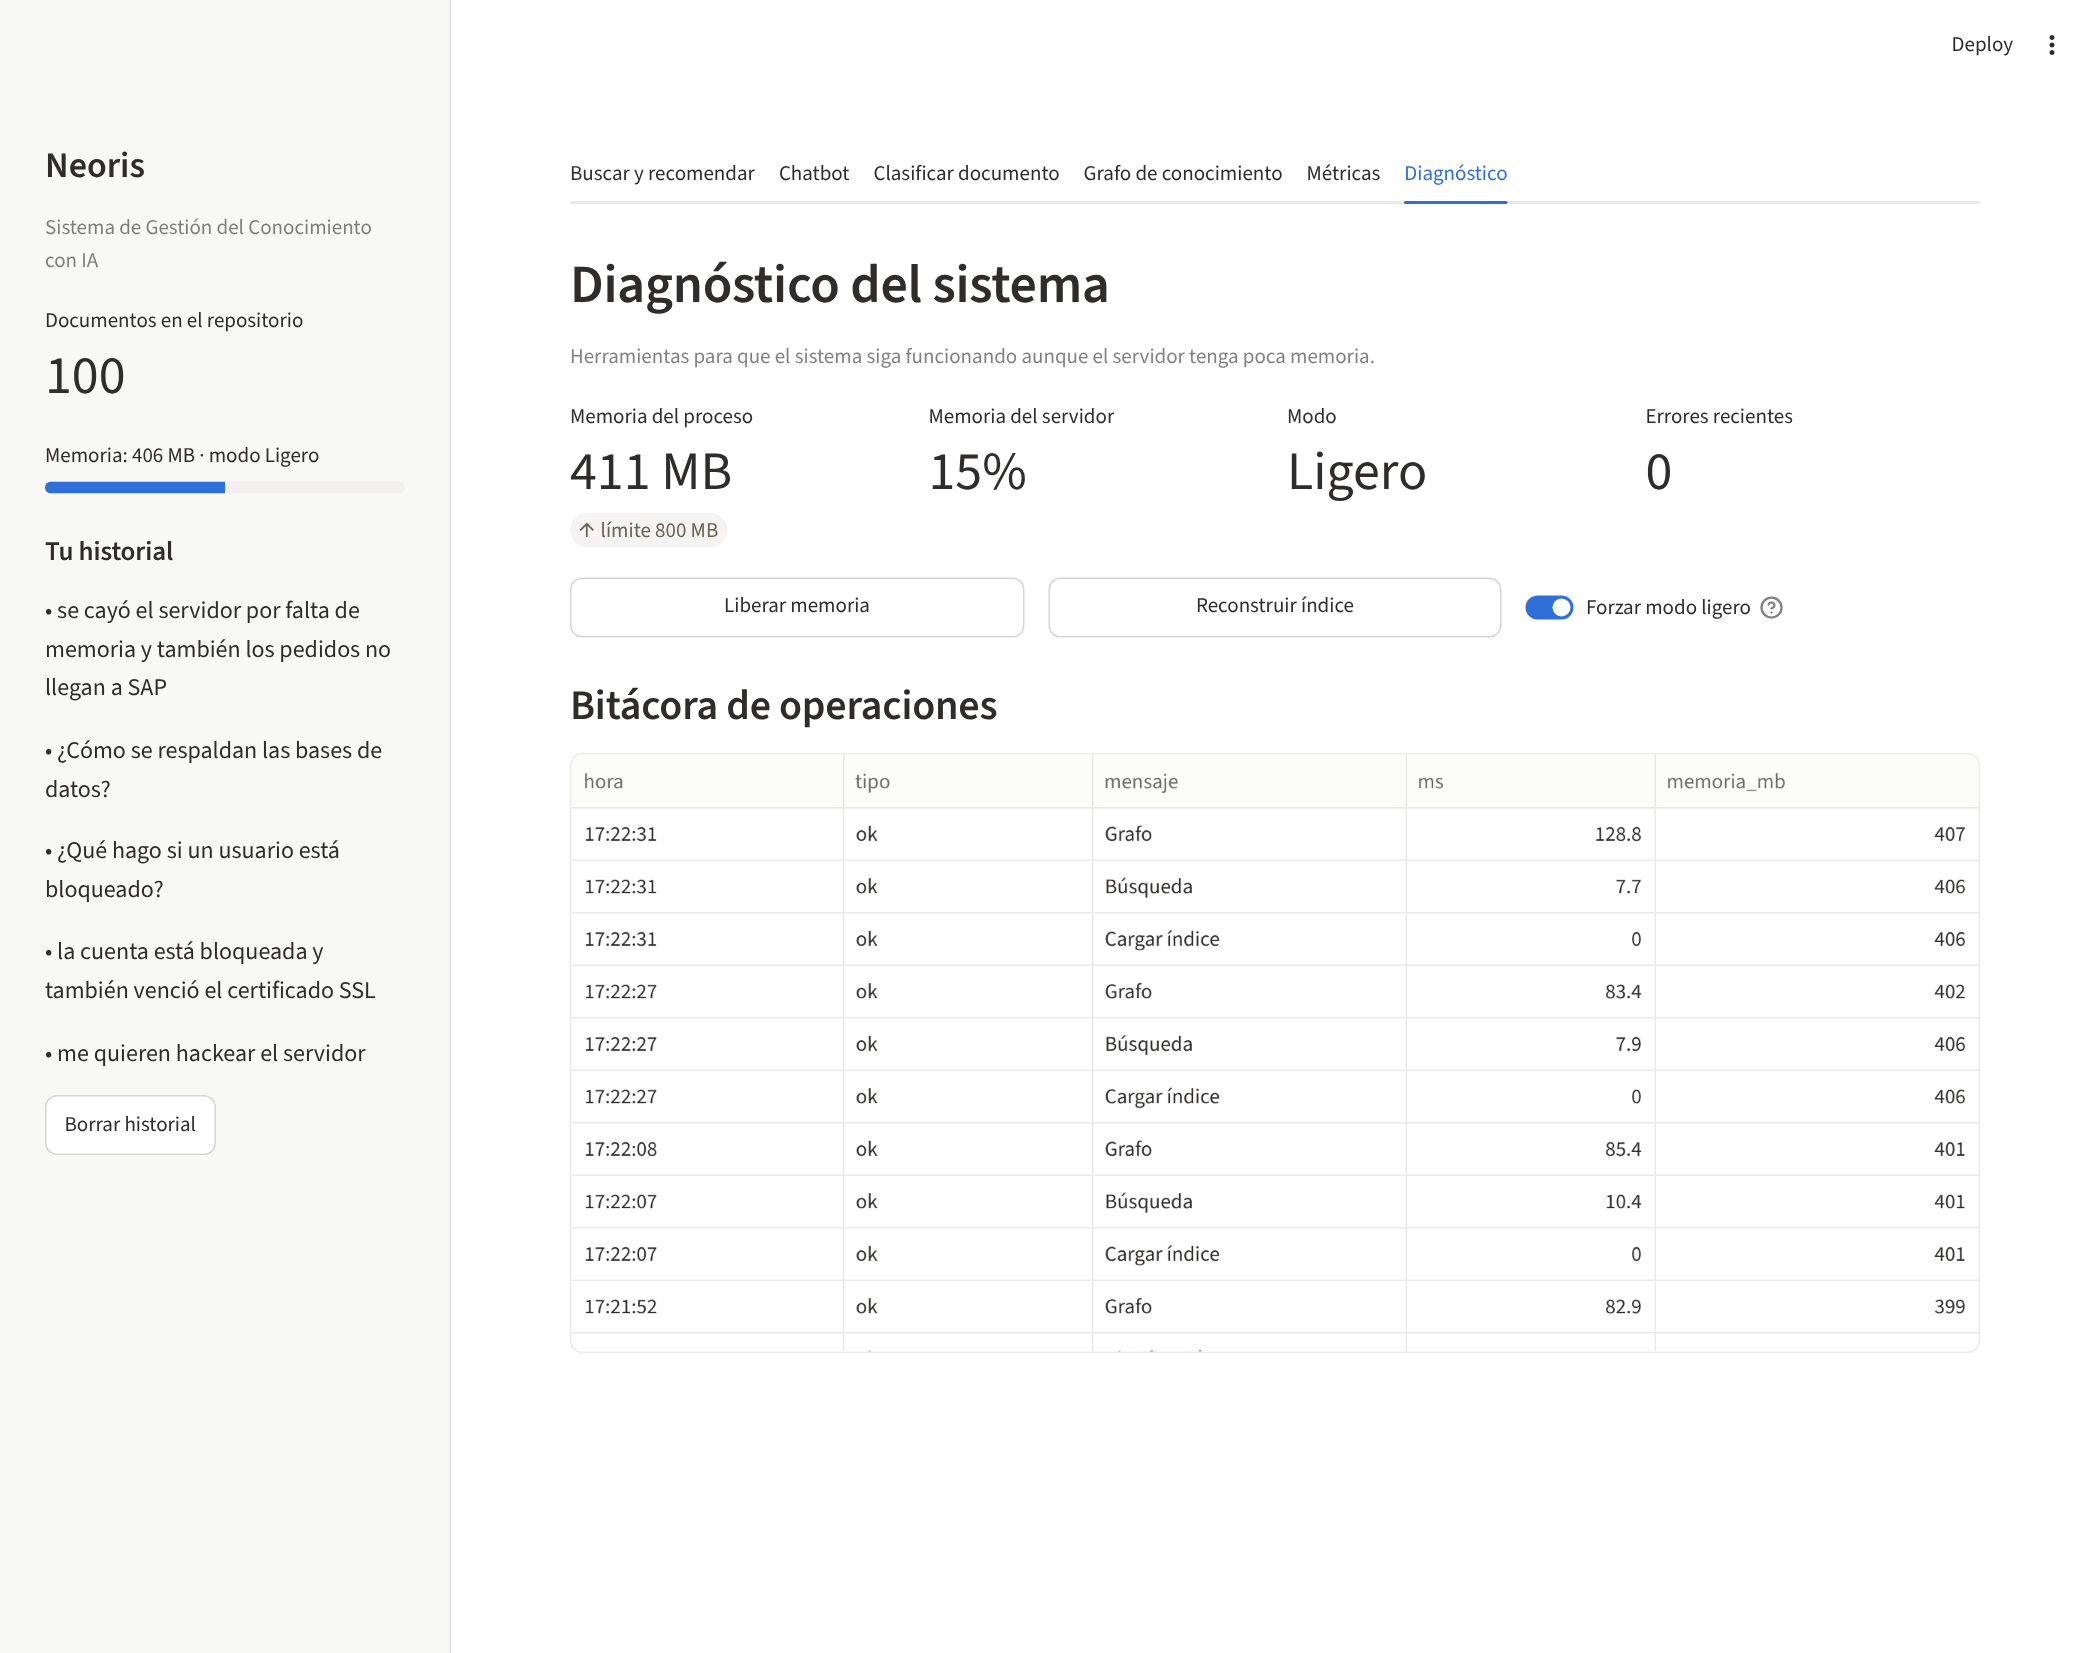 Deploy
Neoris
Sistema de Gestión del Conocimiento
con IA
Documentos en el repositorio
100
Memoria: 406 MB · modo Ligero
Tu historial
• se cayó el servidor por falta de
memoria y también los pedidos no
llegan a SAP
• ¿Cómo se respaldan las bases de
datos?
• ¿Qué hago si un usuario está
bloqueado?
• la cuenta está bloqueada y
también venció el certificado SSL
• me quieren hackear el servidor
Borrar historial
Buscar y recomendar Chatbot Clasificar documento Grafo de conocimiento Métricas Diagnóstico
Diagnóstico del sistema
Herramientas para que el sistema siga funcionando aunque el servidor tenga poca memoria.
Memoria del proceso Memoria del servidor Modo Errores recientes
411 MB 15% Ligero 0
↑ límite 800 MB
Liberar memoria Reconstruir índice Forzar modo ligero
Bitácora de operaciones
hora tipo mensaje ms memoria_mb
17:22:31 ok Grafo 128.8 407
17:22:31 ok Búsqueda 7.7 406
17:22:31 ok Cargar índice 0 406
17:22:27 ok Grafo 83.4 402
17:22:27 ok Búsqueda 7.9 406
17:22:27 ok Cargar índice 0 406
17:22:08 ok Grafo 85.4 401
17:22:07 ok Búsqueda 10.4 401
17:22:07 ok Cargar índice 0 401
17:21:52 ok Grafo 82.9 399